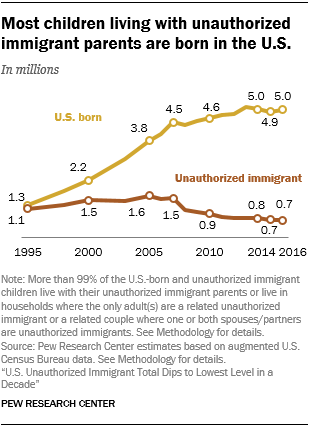 Most children living with unauthorized
immigrant parents are born in the U.S.
In millions
5.0 5.0
4.5 4.6
U.S. born
4.9
3.8
2.2
Unauthorized immigrant
1.3
0.8 0.7
1.1
1.5 1.6 1.5
0.9 0.7
1995 2000 2005 2010 2014 2016
Note: More than 99% of the U.S.-born and unauthorized immigrant
children live with their unauthorized immigrant parents or live in
households where the only adult(s) are a related unauthorized
immigrant or a related couple where one or both spouses/partners
are unauthorized immigrants. See Methodology for details.
Source: Pew Research Center estimates based on augmented U.S.
Census Bureau data. See Methodology for details.
“U.S. Unauthorized Immigrant Total Dips to Lowest Level in a
Decade”
PEW RESEARCH CENTER